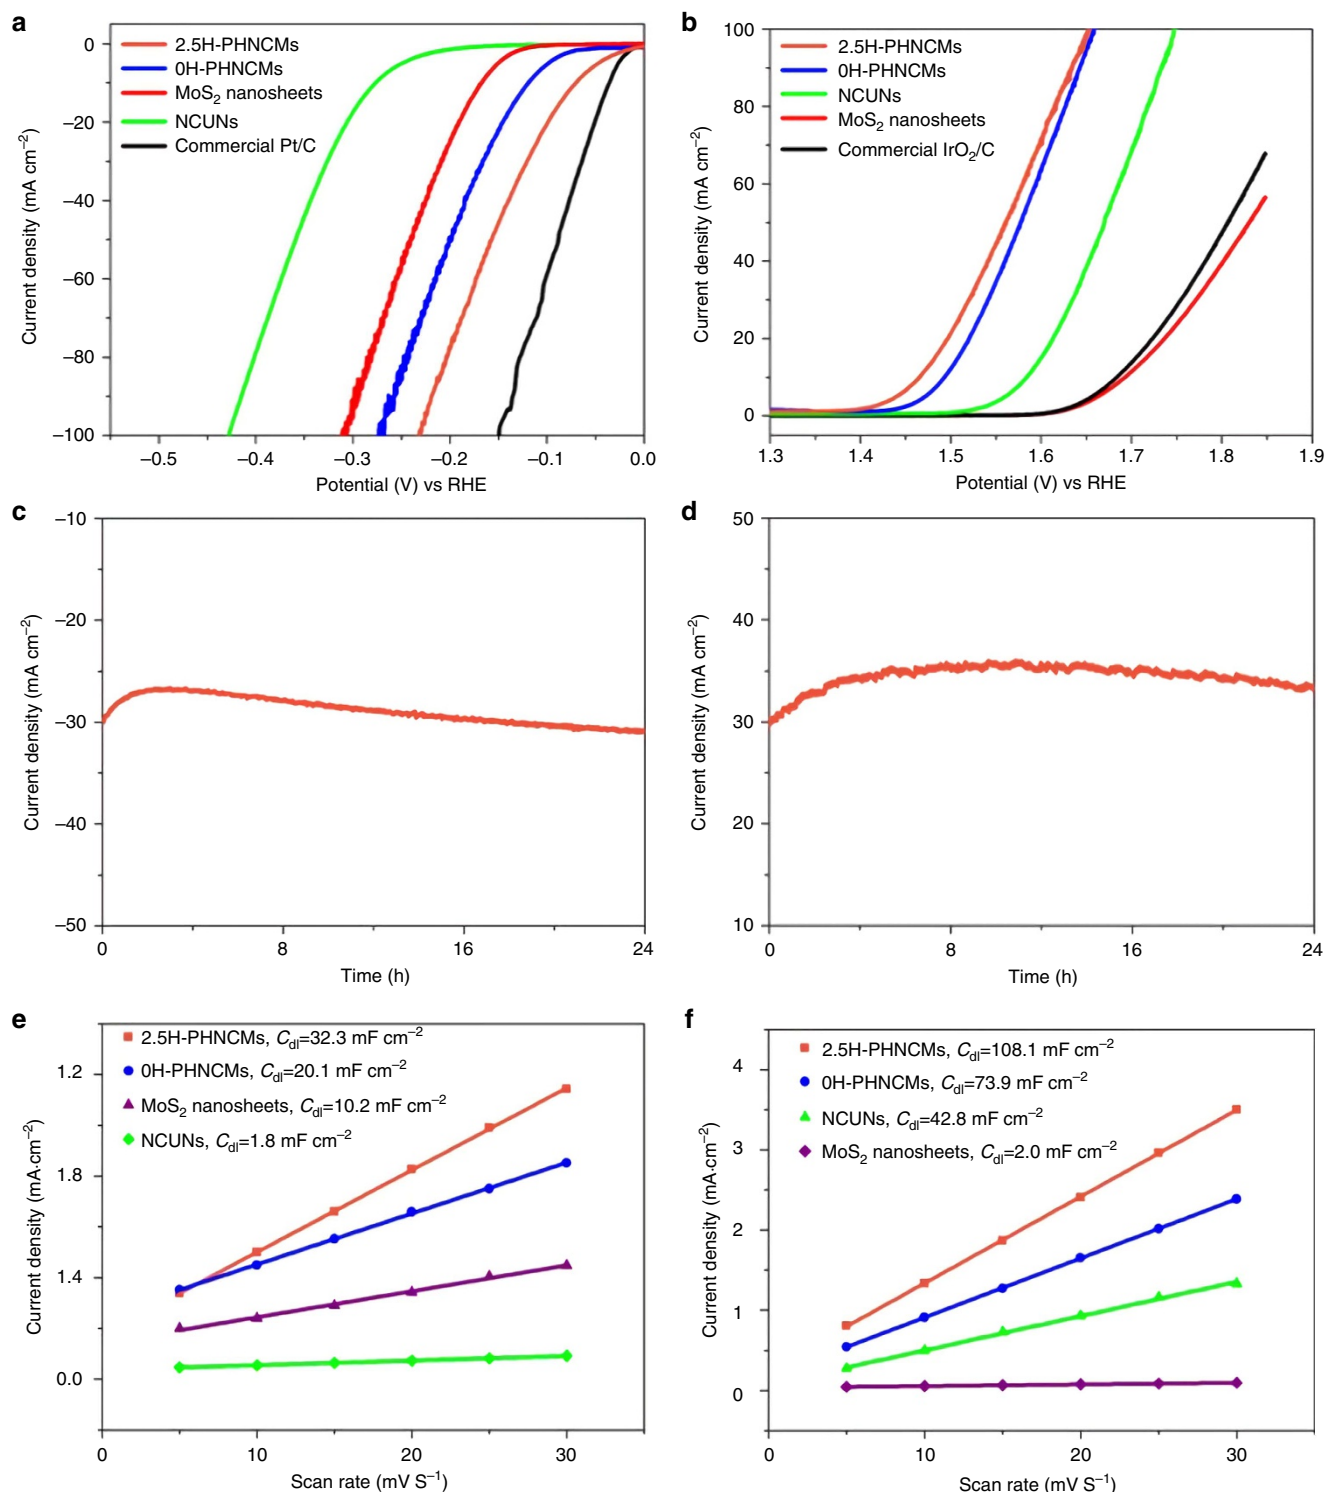 a
0
−20
−40
−60
−80
−100
Current density (mA cm⁻²)
2.5H-PHNCMs
0H-PHNCMs
MoS₂ nanosheets
NCUNs
Commercial Pt/C
−0.5
−0.4
−0.3
−0.2
−0.1
0.0
Potential (V) vs RHE
b
100
80
60
40
20
0
Current density (mA cm⁻²)
2.5H-PHNCMs
0H-PHNCMs
NCUNs
MoS₂ nanosheets
Commercial IrO₂/C
1.3
1.4
1.5
1.6
1.7
1.8
1.9
Potential (V) vs RHE
c
−10
−20
−30
−40
−50
Current density (mA cm⁻²)
0
8
16
24
Time (h)
d
50
40
30
20
10
Current density (mA cm⁻²)
0
8
16
24
Time (h)
e
1.2
1.8
1.4
0.0
Current density (mA·cm⁻²)
2.5H-PHNCMs, Cdl=32.3 mF cm⁻²
0H-PHNCMs, Cdl=20.1 mF cm⁻²
MoS₂ nanosheets, Cdl=10.2 mF cm⁻²
NCUNs, Cdl=1.8 mF cm⁻²
0
10
20
30
Scan rate (mV S⁻¹)
f
4
3
2
1
0
Current density (mA·cm⁻²)
2.5H-PHNCMs, Cdl=108.1 mF cm⁻²
0H-PHNCMs, Cdl=73.9 mF cm⁻²
NCUNs, Cdl=42.8 mF cm⁻²
MoS₂ nanosheets, Cdl=2.0 mF cm⁻²
0
10
20
30
Scan rate (mV S⁻¹)